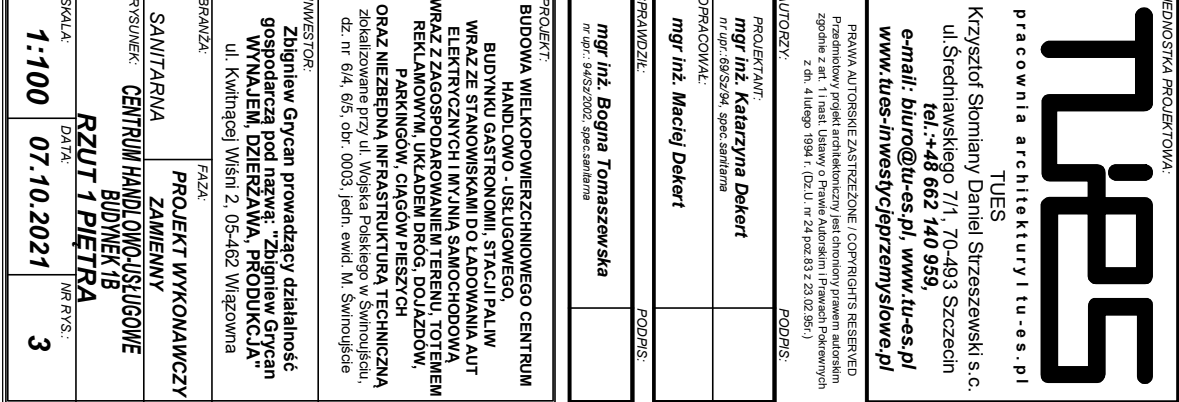 JEDNOSTKA PROJEKTOWA:
TUES
pracownia architektury | tu-es.pl
TUES
Krzysztof Słomiany Daniel Strzeszewski s.c.
ul.Średniawskiego 7/1, 70-493 Szczecin
tel.:+48 662 140 959,
e-mail: biuro@tu-es.pl, www.tu-es.pl
www.tues-inwestycjeprzemyslowe.pl
PRAWA AUTORSKIE ZASTRZEŻONE / COPYRIGHTS RESERVED
Przedmiotowy projekt architektoniczny jest chroniony prawem autorskim
zgodnie z art. 1 i nast. Ustawy o Prawie Autorskim i Prawach Pokrewnych
z dn. 4 lutego 1994 r. (Dz.U. nr 24 poz.83 z 23.02.95r.)
AUTORZY: PODPIS:
PROJEKTANT:
mgr inż. Katarzyna Dekert
nr upr.:69/Sz/94, spec.sanitarna
OPRACOWAŁ:
mgr inż. Maciej Dekert
SPRAWDZIŁ: PODPIS:
mgr inż. Bogna Tomaszewska
nr upr.: 94/Sz/2002, spec.sanitarna
PROJEKT:
BUDOWA WIELKOPOWIERZCHNIOWEGO CENTRUM
HANDLOWO - USŁUGOWEGO,
BUDYNKU GASTRONOMII, STACJI PALIW
WRAZ ZE STANOWISKAMI DO ŁADOWANIA AUT
ELEKTRYCZNYCH I MYJNIĄ SAMOCHODOWĄ
WRAZ Z ZAGOSPODAROWANIEM TERENU, TOTEMEM
REKLAMOWYM, UKŁADEM DRÓG, DOJAZDÓW,
PARKINGÓW, CIĄGÓW PIESZYCH
ORAZ NIEZBĘDNĄ INFRASTRUKTURĄ TECHNICZNĄ
zlokalizowane przy ul. Wojska Polskiego w Świnoujściu,
dz. nr 6/4, 6/5, obr. 0003, jedn. ewid. M. Świnoujście
INWESTOR:
Zbigniew Grycan prowadzący działalność
gospodarczą pod nazwą: "Zbigniew Grycan
WYNAJEM, DZIERŻAWA, PRODUKCJA"
ul. Kwitnącej Wiśni 2, 05-462 Wiązowna
BRANŻA: FAZA:
SANITARNA PROJEKT WYKONAWCZY
ZAMIENNY
RYSUNEK: CENTRUM HANDLOWO-USŁUGOWE
BUDYNEK 1B
RZUT 1 PIĘTRA
SKALA: DATA: NR RYS.:
1:100 07.10.2021 3